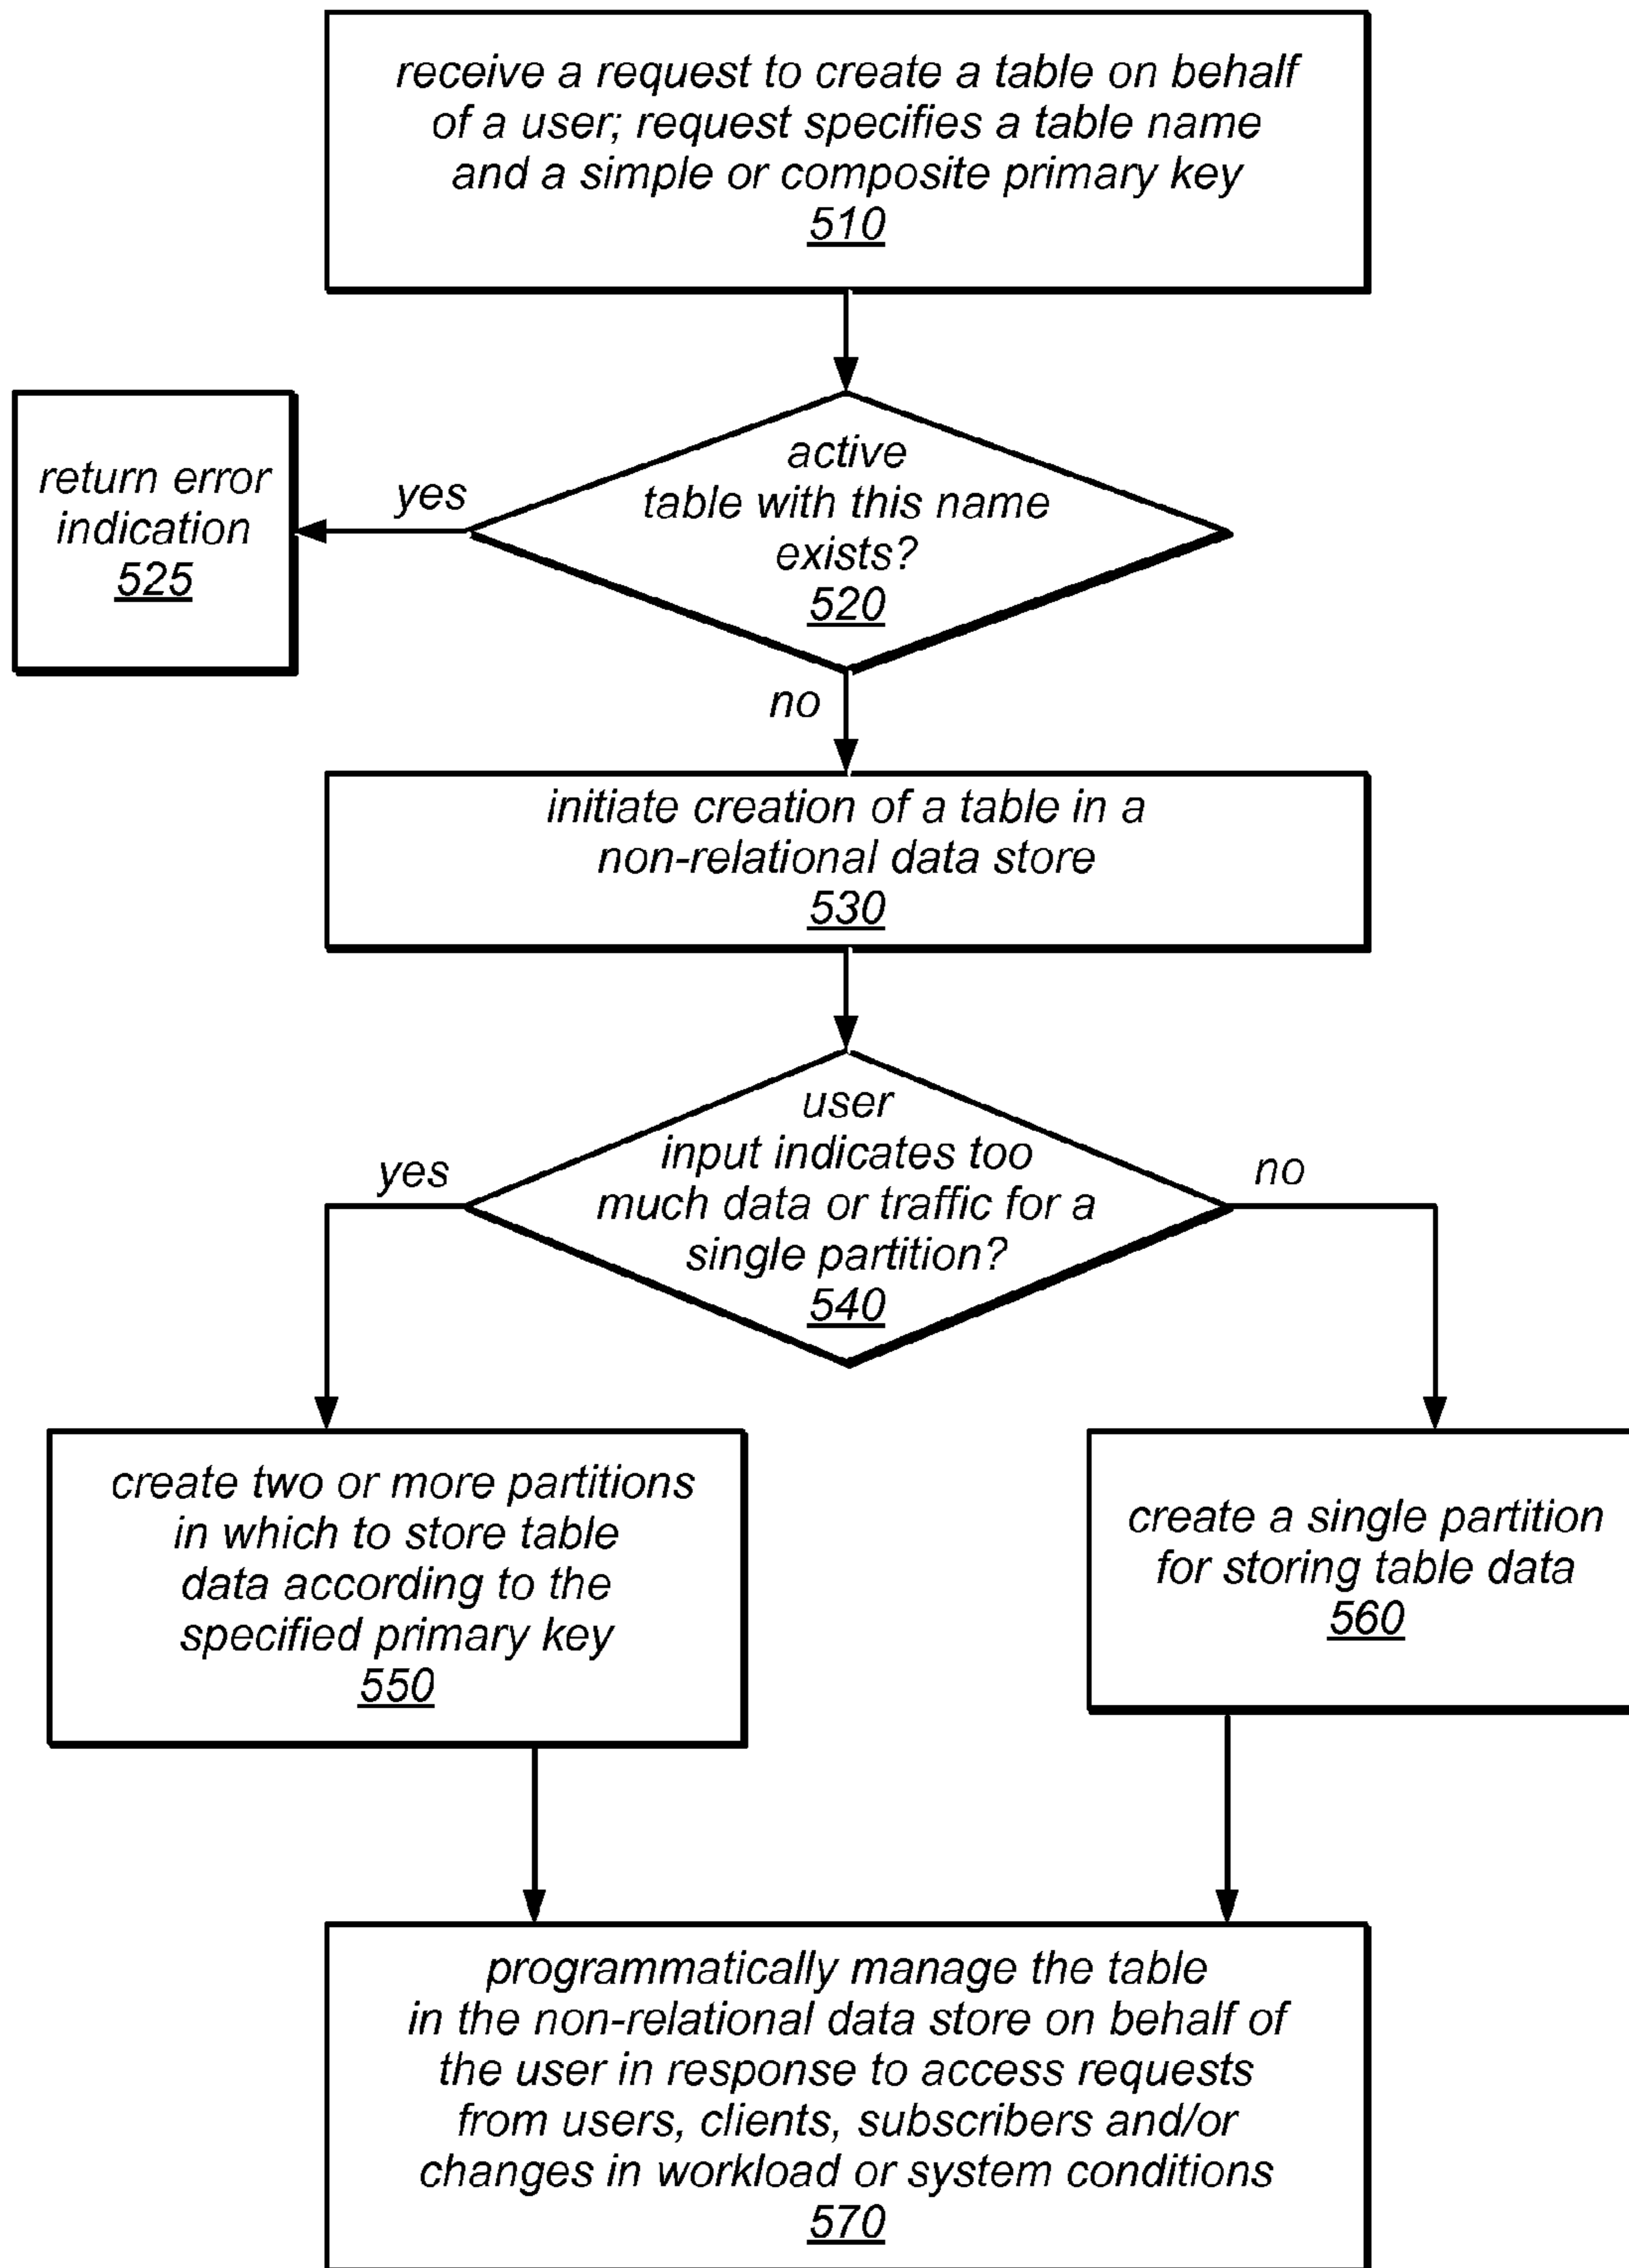 receive a request to create a table on behalf
of a user; request specifies a table name
and a simple or composite primary key
510
active
table with this name
exists?
520
yes
return error
indication
525
no
initiate creation of a table in a
non-relational data store
530
user
input indicates too
much data or traffic for a
single partition?
540
yes
no
create two or more partitions
in which to store table
data according to the
specified primary key
550
create a single partition
for storing table data
560
programmatically manage the table
in the non-relational data store on behalf of
the user in response to access requests
from users, clients, subscribers and/or
changes in workload or system conditions
570